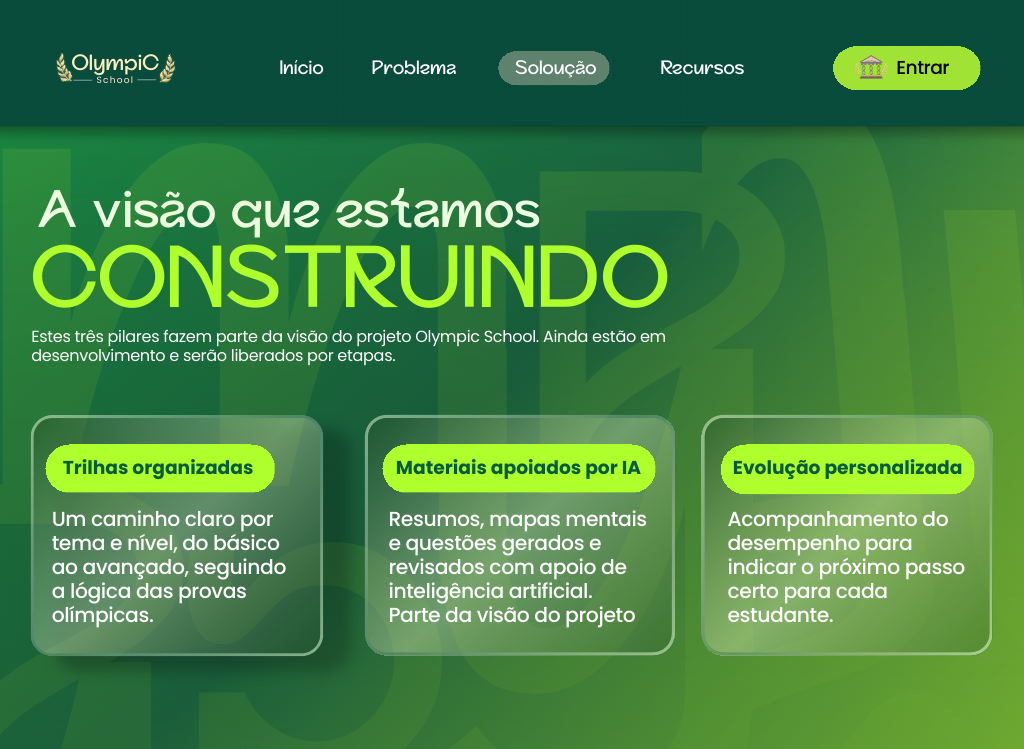 OlympiC
School
Início
Problema
Soloução
Recursos
Entrar
A visão que estamos
CONSTRUINDO
Estes três pilares fazem parte da visão do projeto Olympic School. Ainda estão em
desenvolvimento e serão liberados por etapas.
Trilhas organizadas
Um caminho claro por
tema e nível, do básico
ao avançado, seguindo
a lógica das provas
olímpicas.
Materiais apoiados por IA
Resumos, mapas mentais
e questões gerados e
revisados com apoio de
inteligência artificial.
Parte da visão do projeto
Evolução personalizada
Acompanhamento do
desempenho para
indicar o próximo passo
certo para cada
estudante.